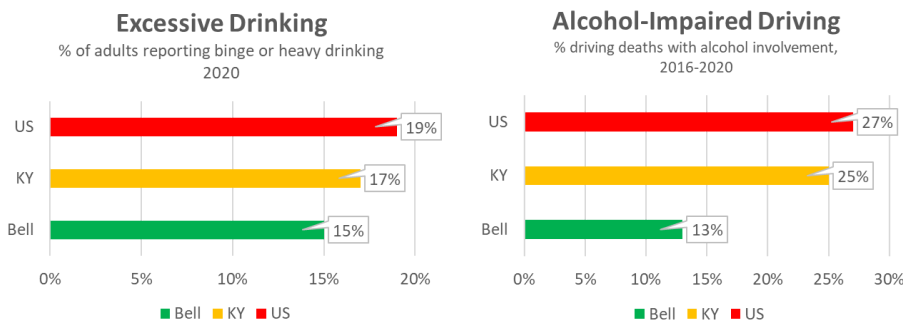 Excessive Drinking
% of adults reporting binge or heavy drinking
2020
US
19%
KY
17%
Bell
15%
0% 5% 10% 15% 20%
Bell KY US
Alcohol-Impaired Driving
% driving deaths with alcohol involvement,
2016-2020
US
27%
KY
25%
Bell
13%
0% 5% 10% 15% 20% 25% 30%
Bell KY US